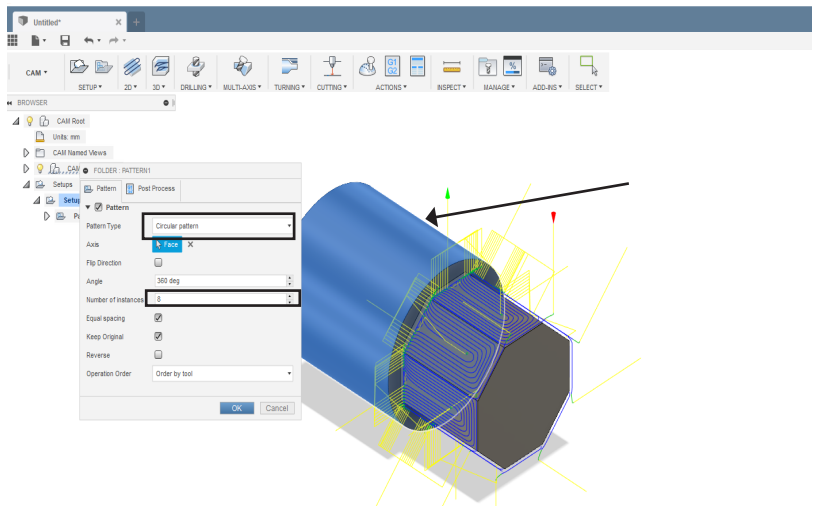 Untitled*
G1
G2
%
CAM
SETUP
2D
3D
DRILLING
MULTI-AXIS
TURNING
CUTTING
ACTIONS
INSPECT
MANAGE
ADD-INS
SELECT
BROWSER
CAM Root
Units: mm
CAM Named Views
CAM
Setups
Setup
FOLDER : PATTERN1
Pattern
Post Process
Pattern
Pattern Type
Circular pattern
Axis
Face
Flip Direction
Angle
360 deg
Number of instances
8
Equal spacing
Keep Original
Reverse
Operation Order
Order by tool
OK
Cancel